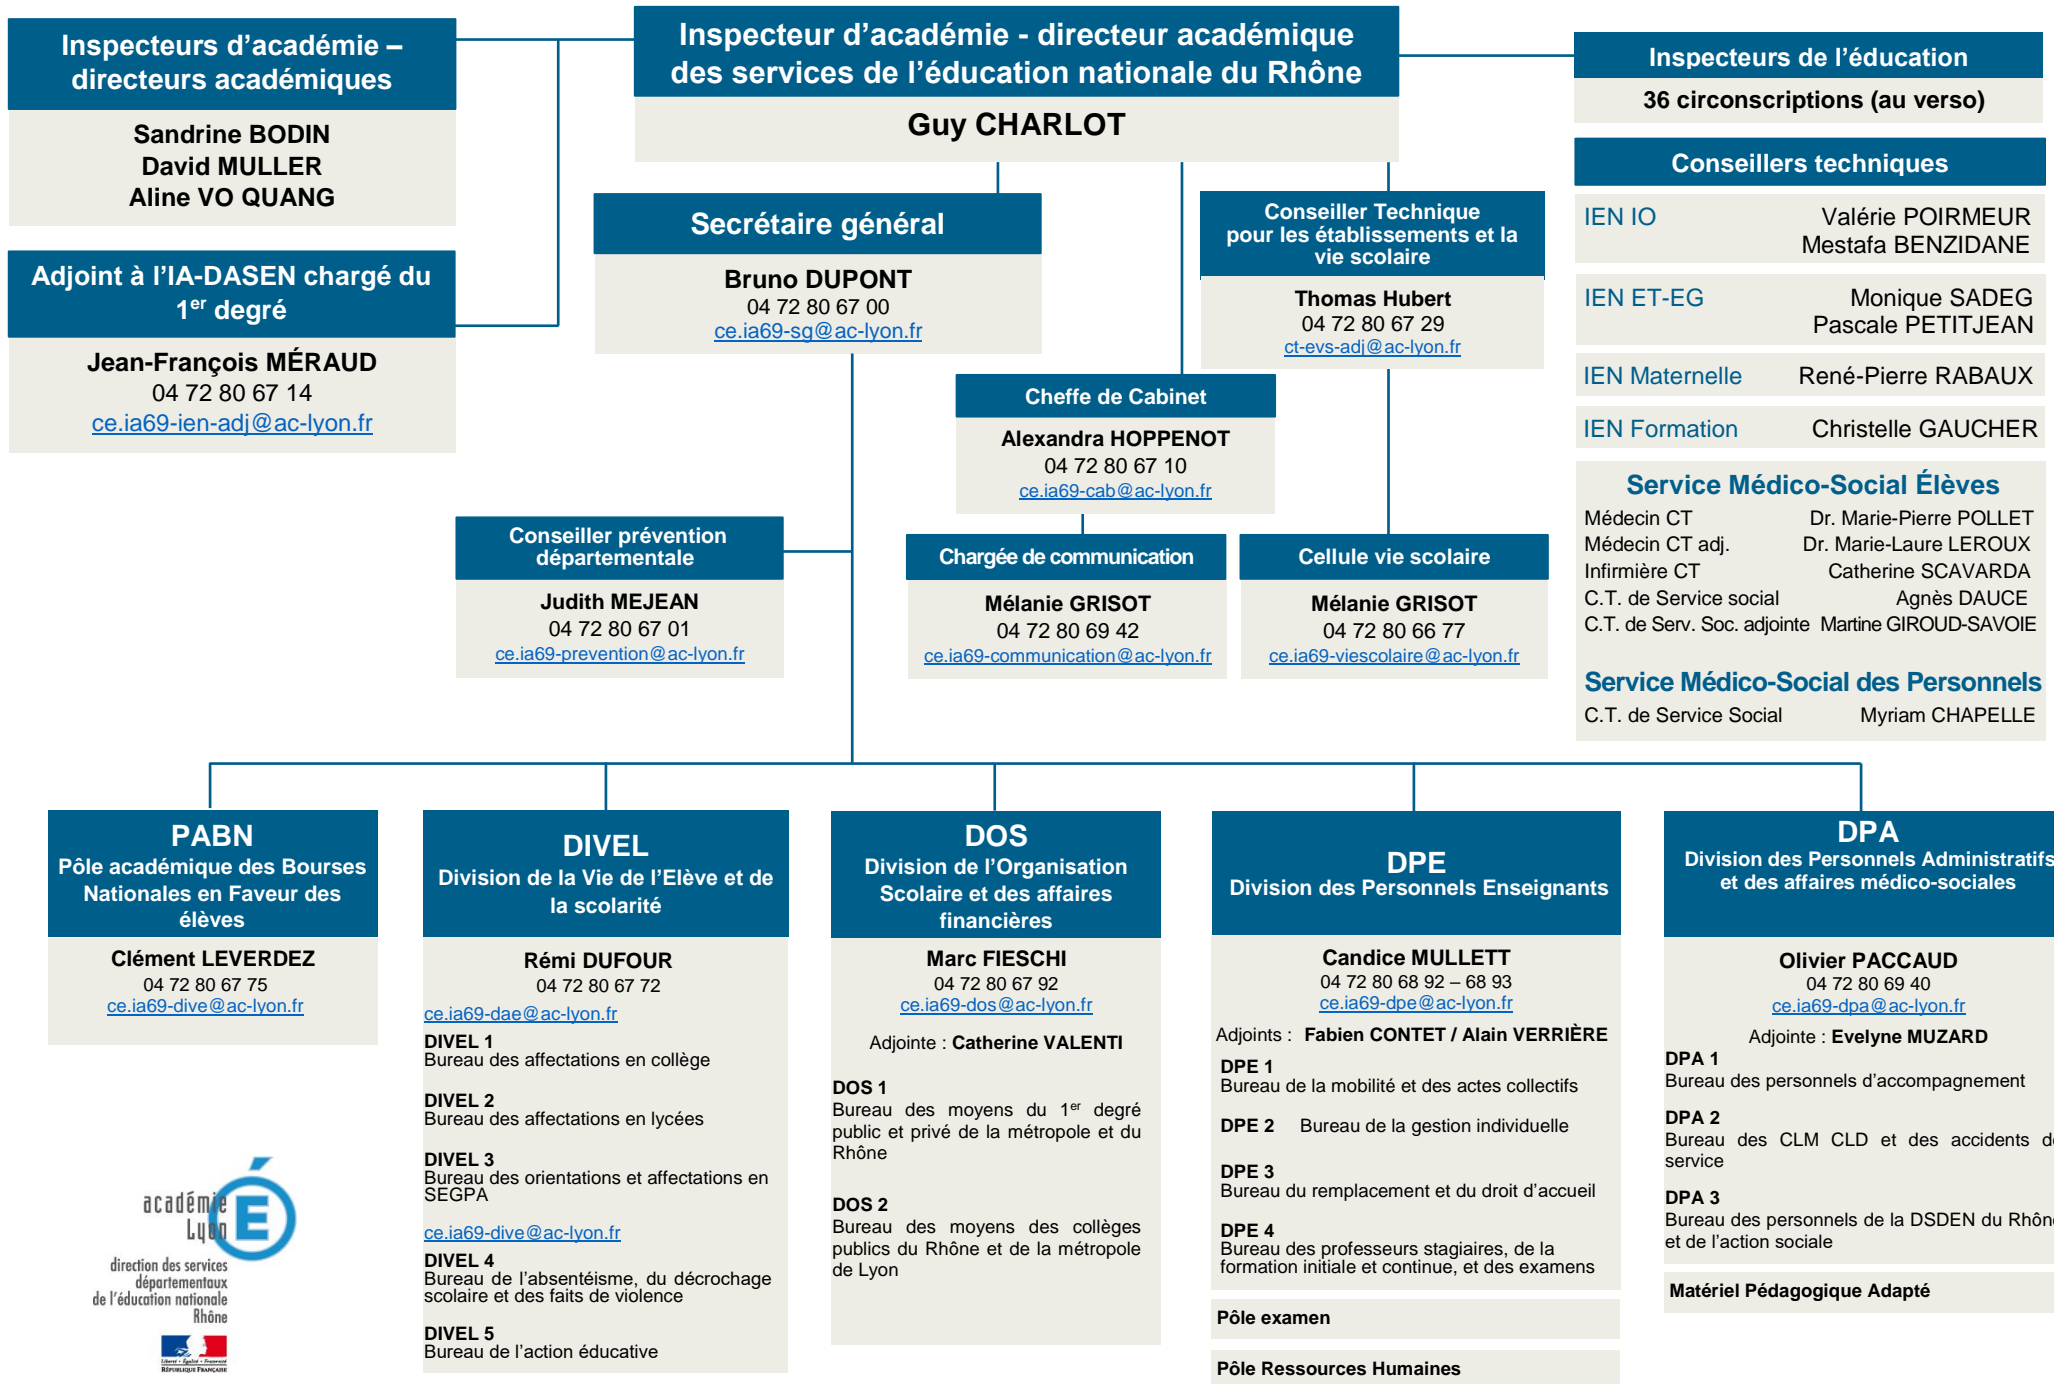 Inspecteurs d'académie –
directeurs académiques
Sandrine BODIN
David MULLER
Aline VO QUANG
Adjoint à l'IA-DASEN chargé du
1er degré
Jean-François MÉRAUD
04 72 80 67 14
ce.ia69-ien-adj@ac-lyon.fr
Inspecteur d'académie - directeur académique
des services de l'éducation nationale du Rhône
Guy CHARLOT
Secrétaire général
Bruno DUPONT
04 72 80 67 00
ce.ia69-sg@ac-lyon.fr
Conseiller Technique
pour les établissements et la
vie scolaire
Thomas Hubert
04 72 80 67 29
ct-evs-adj@ac-lyon.fr
Cheffe de Cabinet
Alexandra HOPPENOT
04 72 80 67 10
ce.ia69-cab@ac-lyon.fr
Conseiller prévention
départementale
Judith MEJEAN
04 72 80 67 01
ce.ia69-prevention@ac-lyon.fr
Chargée de communication
Mélanie GRISOT
04 72 80 69 42
ce.ia69-communication@ac-lyon.fr
Cellule vie scolaire
Mélanie GRISOT
04 72 80 66 77
ce.ia69-viescolaire@ac-lyon.fr
Inspecteurs de l'éducation
36 circonscriptions (au verso)
Conseillers techniques
IEN IO Valérie POIRMEUR
Mestafa BENZIDANE
IEN ET-EG Monique SADEG
Pascale PETITJEAN
IEN Maternelle René-Pierre RABAUX
IEN Formation Christelle GAUCHER
Service Médico-Social Élèves
Médecin CT Dr. Marie-Pierre POLLET
Médecin CT adj. Dr. Marie-Laure LEROUX
Infirmière CT Catherine SCAVARDA
C.T. de Service social Agnès DAUCE
C.T. de Serv. Soc. adjointe Martine GIROUD-SAVOIE
Service Médico-Social des Personnels
C.T. de Service Social Myriam CHAPELLE
PABN
Pôle académique des Bourses
Nationales en Faveur des
élèves
Clément LEVERDEZ
04 72 80 67 75
ce.ia69-dive@ac-lyon.fr
DIVEL
Division de la Vie de l'Elève et de
la scolarité
Rémi DUFOUR
04 72 80 67 72
ce.ia69-dae@ac-lyon.fr
DIVEL 1
Bureau des affectations en collège
DIVEL 2
Bureau des affectations en lycées
DIVEL 3
Bureau des orientations et affectations en
SEGPA
ce.ia69-dive@ac-lyon.fr
DIVEL 4
Bureau de l'absentéisme, du décrochage
scolaire et des faits de violence
DIVEL 5
Bureau de l'action éducative
DOS
Division de l'Organisation
Scolaire et des affaires
financières
Marc FIESCHI
04 72 80 67 92
ce.ia69-dos@ac-lyon.fr
Adjointe : Catherine VALENTI
DOS 1
Bureau des moyens du 1er degré
public et privé de la métropole et du
Rhône
DOS 2
Bureau des moyens des collèges
publics du Rhône et de la métropole
de Lyon
DPE
Division des Personnels Enseignants
Candice MULLETT
04 72 80 68 92 – 68 93
ce.ia69-dpe@ac-lyon.fr
Adjoints : Fabien CONTET / Alain VERRIÈRE
DPE 1
Bureau de la mobilité et des actes collectifs
DPE 2 Bureau de la gestion individuelle
DPE 3
Bureau du remplacement et du droit d'accueil
DPE 4
Bureau des professeurs stagiaires, de la
formation initiale et continue, et des examens
Pôle examen
Pôle Ressources Humaines
DPA
Division des Personnels Administratifs
et des affaires médico-sociales
Olivier PACCAUD
04 72 80 69 40
ce.ia69-dpa@ac-lyon.fr
Adjointe : Evelyne MUZARD
DPA 1
Bureau des personnels d'accompagnement
DPA 2
Bureau des CLM CLD et des accidents de
service
DPA 3
Bureau des personnels de la DSDEN du Rhône
et de l'action sociale
Matériel Pédagogique Adapté
académie
Lyon
É
direction des services
départementaux
de l'éducation nationale
Rhône
Liberté • Égalité • Fraternité
RÉPUBLIQUE FRANÇAISE